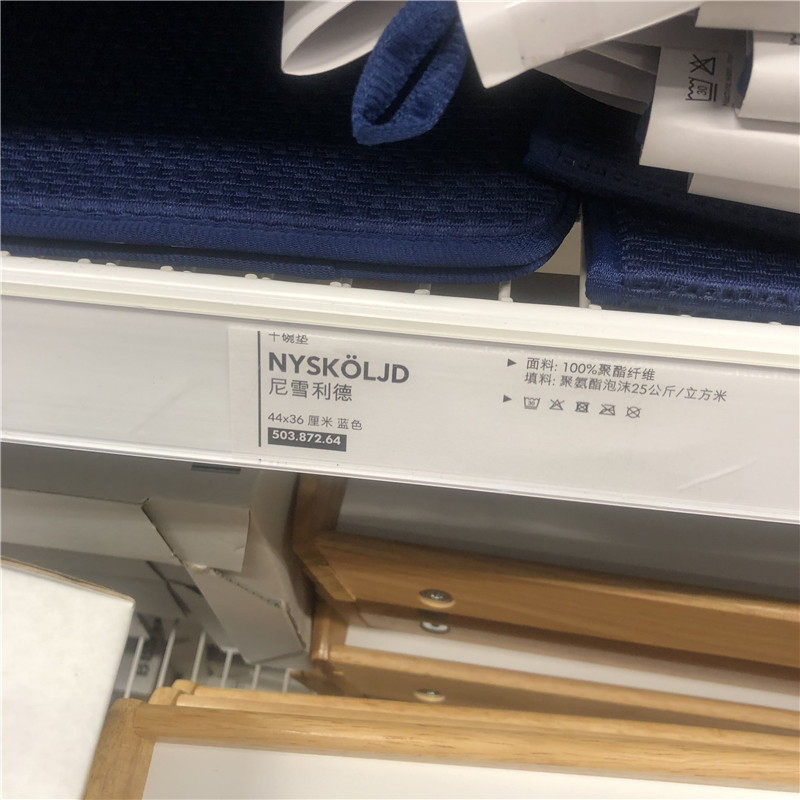 干碗垫
NYSKÖLJD
尼雪利德
44x36 厘米 蓝色
503.872.64
面料: 100%聚酯纤维
填料: 聚氨酯泡沫25公斤/立方米
30